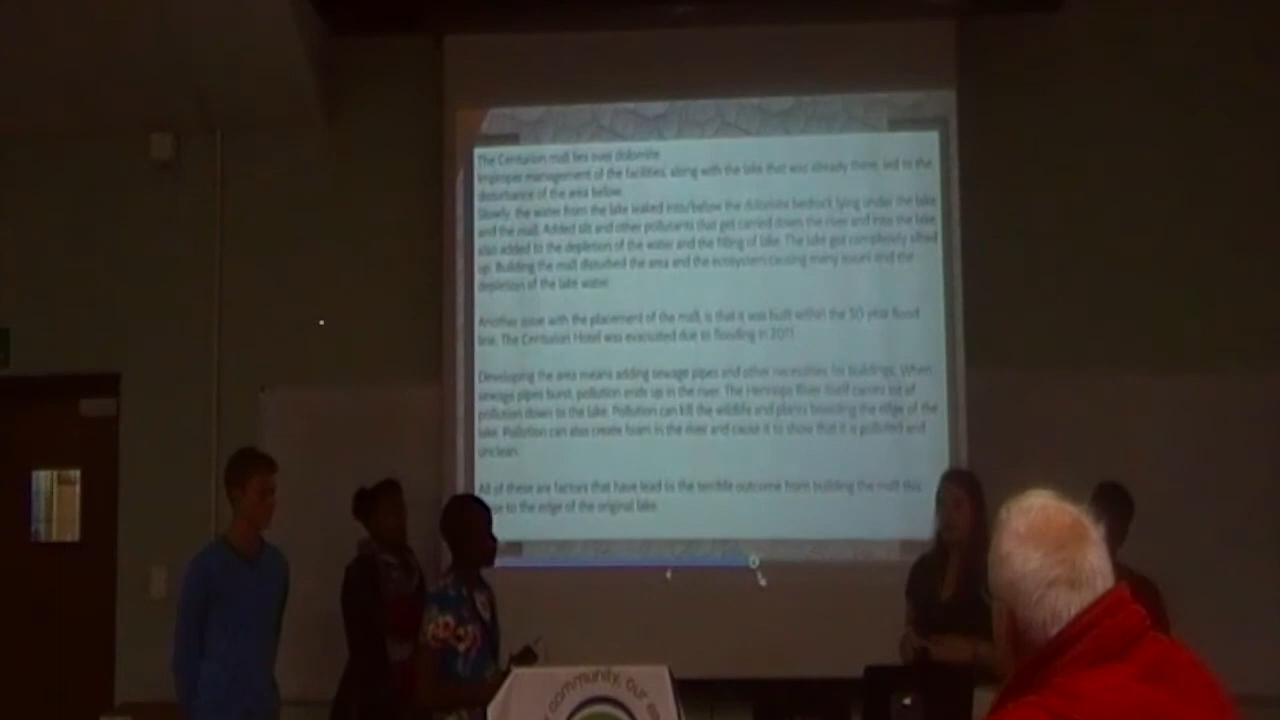 The Centurion mall lies over dolomite
Improper management of the facilities, along with the lake that was already there, led to the
disturbance of the area below.
Slowly, the water from the lake leaked into/below the dolomite bedrock lying under the lake
and the mall. Added silt and other pollutants that get carried down the river and into the lake
also added to the depletion of the water and the filling of lake. The lake got completely silted
up. Building the mall disturbed the area and the ecosystem causing many issues and the
depletion of the lake water.
Another issue with the placement of the mall, is that it was built within the 50 year flood
line. The Centurion Hotel was evacuated due to flooding in 2011
Developing the area means adding sewage pipes and other necessities for buildings. When
sewage pipes burst, pollution ends up in the river. The Hennops River itself carries lot of
pollution down to the lake. Pollution can kill the wildlife and plants boarding the edge of the
lake. Pollution can also create foam in the river and cause it to show that it is polluted and
unclean.
All of these are factors that have lead to the terrible outcome from building the mall this
to the edge of the original lake.
community, our